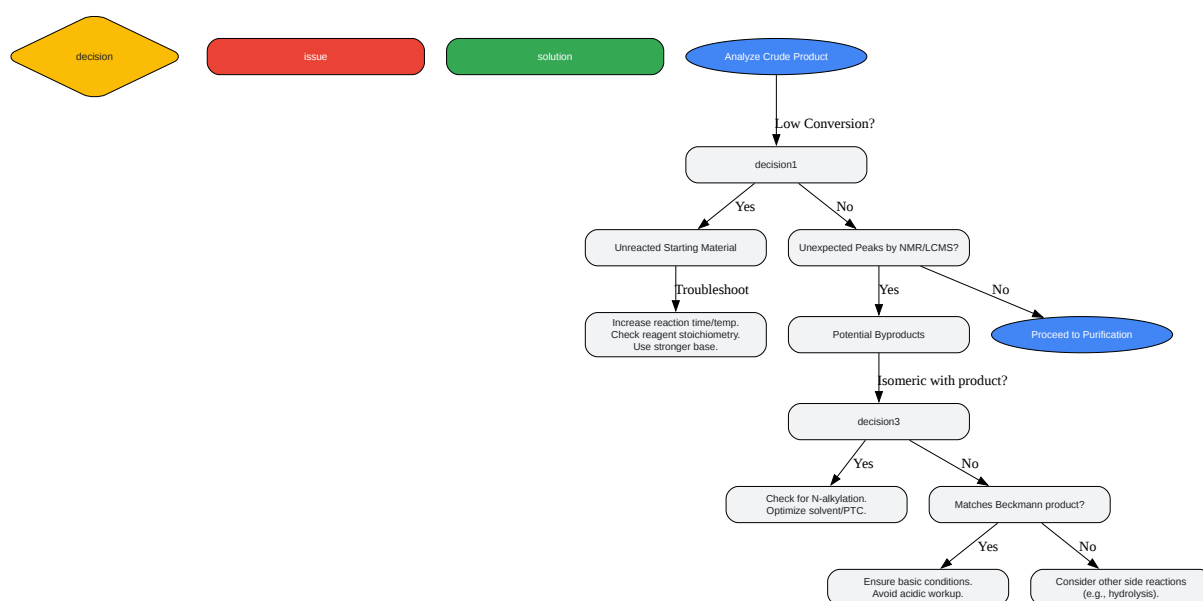 decision
issue
solution
Analyze Crude Product
Low Conversion?
decision1
Yes
No
Unreacted Starting Material
Unexpected Peaks by NMR/LCMS?
Troubleshoot
Yes
No
Increase reaction time/temp.
Check reagent stoichiometry.
Use stronger base.
Potential Byproducts
Proceed to Purification
Isomeric with product?
decision3
Yes
No
Check for N-alkylation.
Optimize solvent/PTC.
Matches Beckmann product?
Yes
No
Ensure basic conditions.
Avoid acidic workup.
Consider other side reactions
(e.g., hydrolysis).